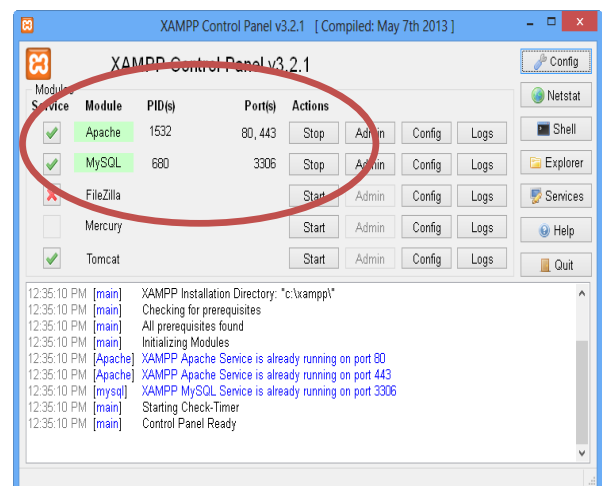 XAMPP Control Panel v3.2.1 [ Compiled: May 7th 2013 ]
XAMPP Control Panel v3.2.1
Config
Modules
Service Module PID(s) Port(s) Actions
Netstat
Apache 1532 80, 443 Stop Admin Config Logs
Shell
MySQL 680 3306 Stop Admin Config Logs
Explorer
FileZilla Start Admin Config Logs
Services
Mercury Start Admin Config Logs
Help
Tomcat Start Admin Config Logs
Quit
12:35:10 PM [main] XAMPP Installation Directory: "c:\xampp\"
12:35:10 PM [main] Checking for prerequisites
12:35:10 PM [main] All prerequisites found
12:35:10 PM [main] Initializing Modules
12:35:10 PM [Apache] XAMPP Apache Service is already running on port 80
12:35:10 PM [Apache] XAMPP Apache Service is already running on port 443
12:35:10 PM [mysql] XAMPP MySQL Service is already running on port 3306
12:35:10 PM [main] Starting Check-Timer
12:35:10 PM [main] Control Panel Ready